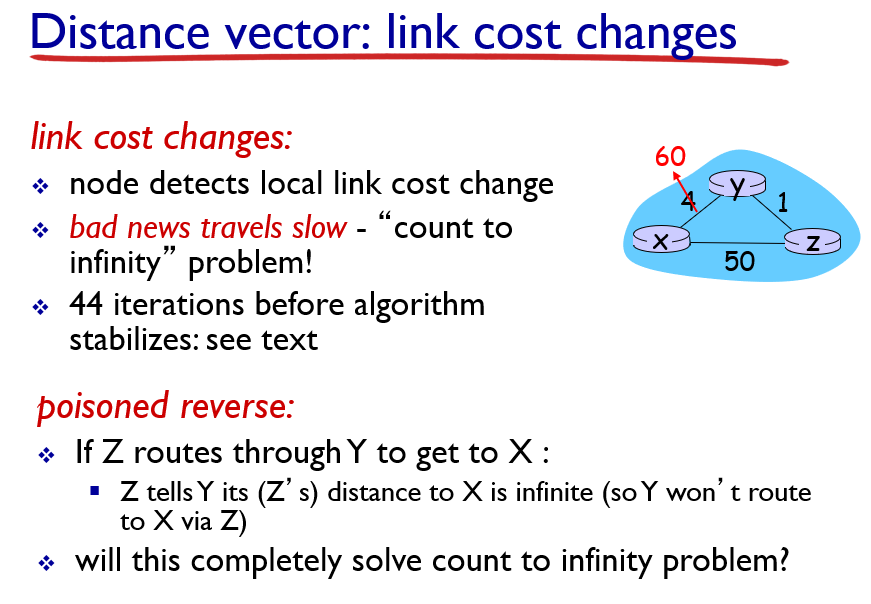 Distance vector: link cost changes
link cost changes:
❖ node detects local link cost change
❖ bad news travels slow - “count to
infinity” problem!
❖ 44 iterations before algorithm
stabilizes: see text
60
4
y
1
x
z
50
poisoned reverse:
❖ If Z routes through Y to get to X :
▪ Z tells Y its (Z’s) distance to X is infinite (so Y won’t route
to X via Z)
❖ will this completely solve count to infinity problem?